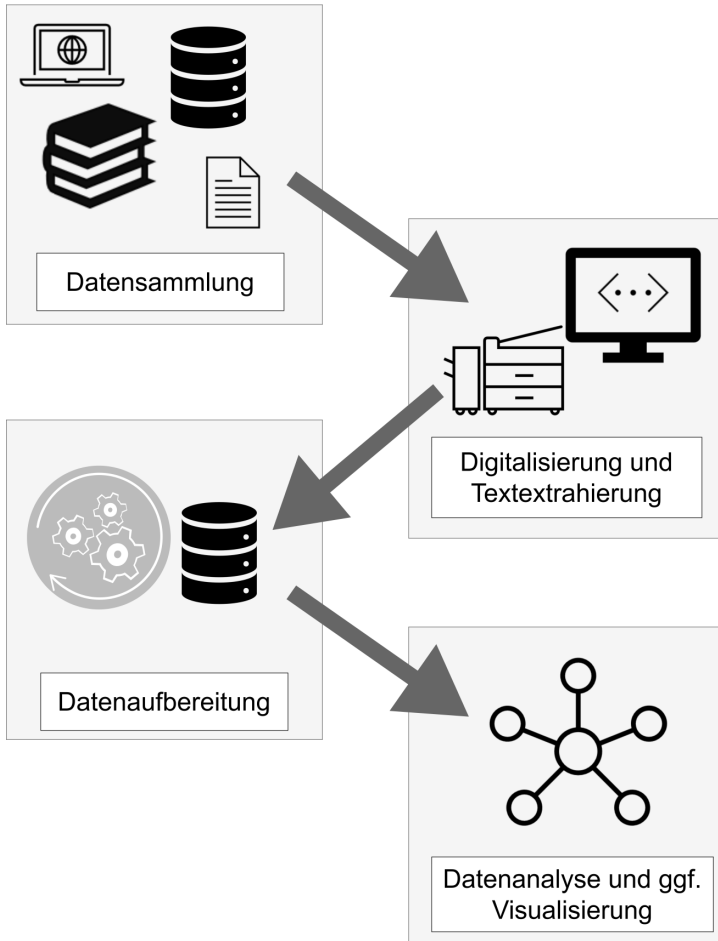 Datensammlung
Digitalisierung und
Textextrahierung
Datenaufbereitung
Datenanalyse und ggf.
Visualisierung